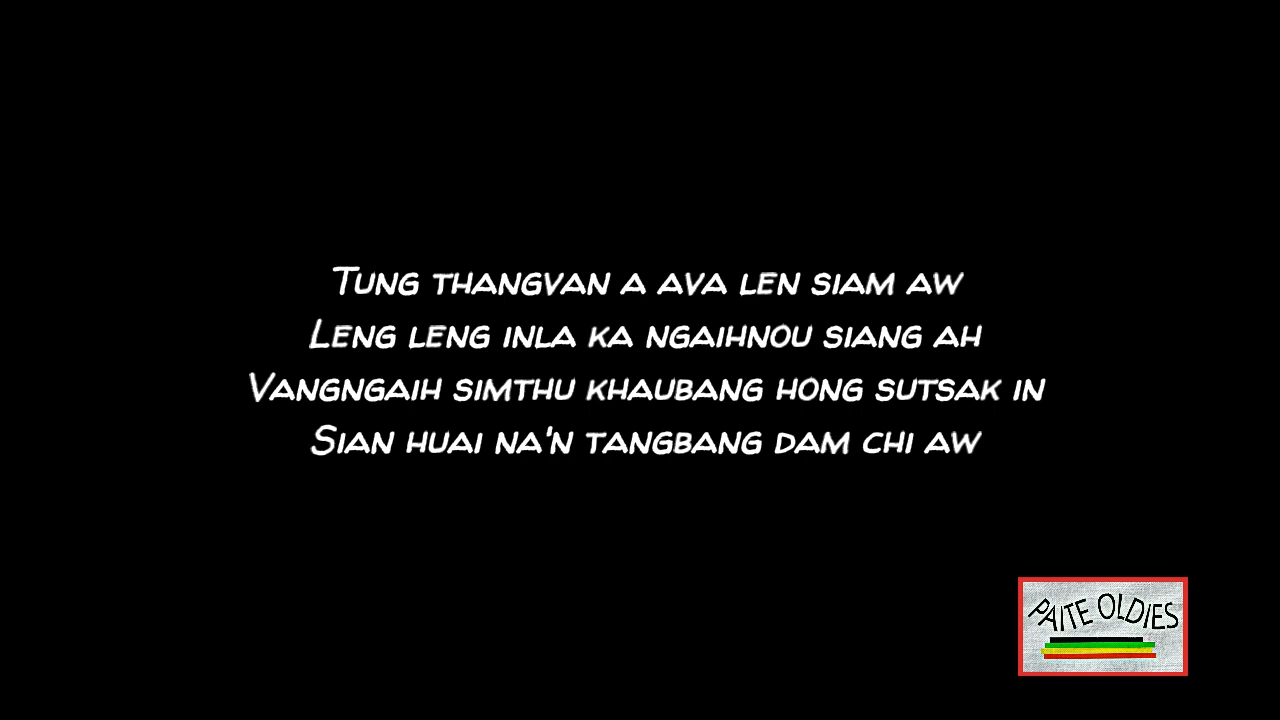 Tung thangvan a ava len siam aw
Leng leng inla ka ngaihnou siang ah
Vangngaih simthu khaubang hong sutsak in
Sian huai na'n tangbang dam chi aw
PAITE OLDIES